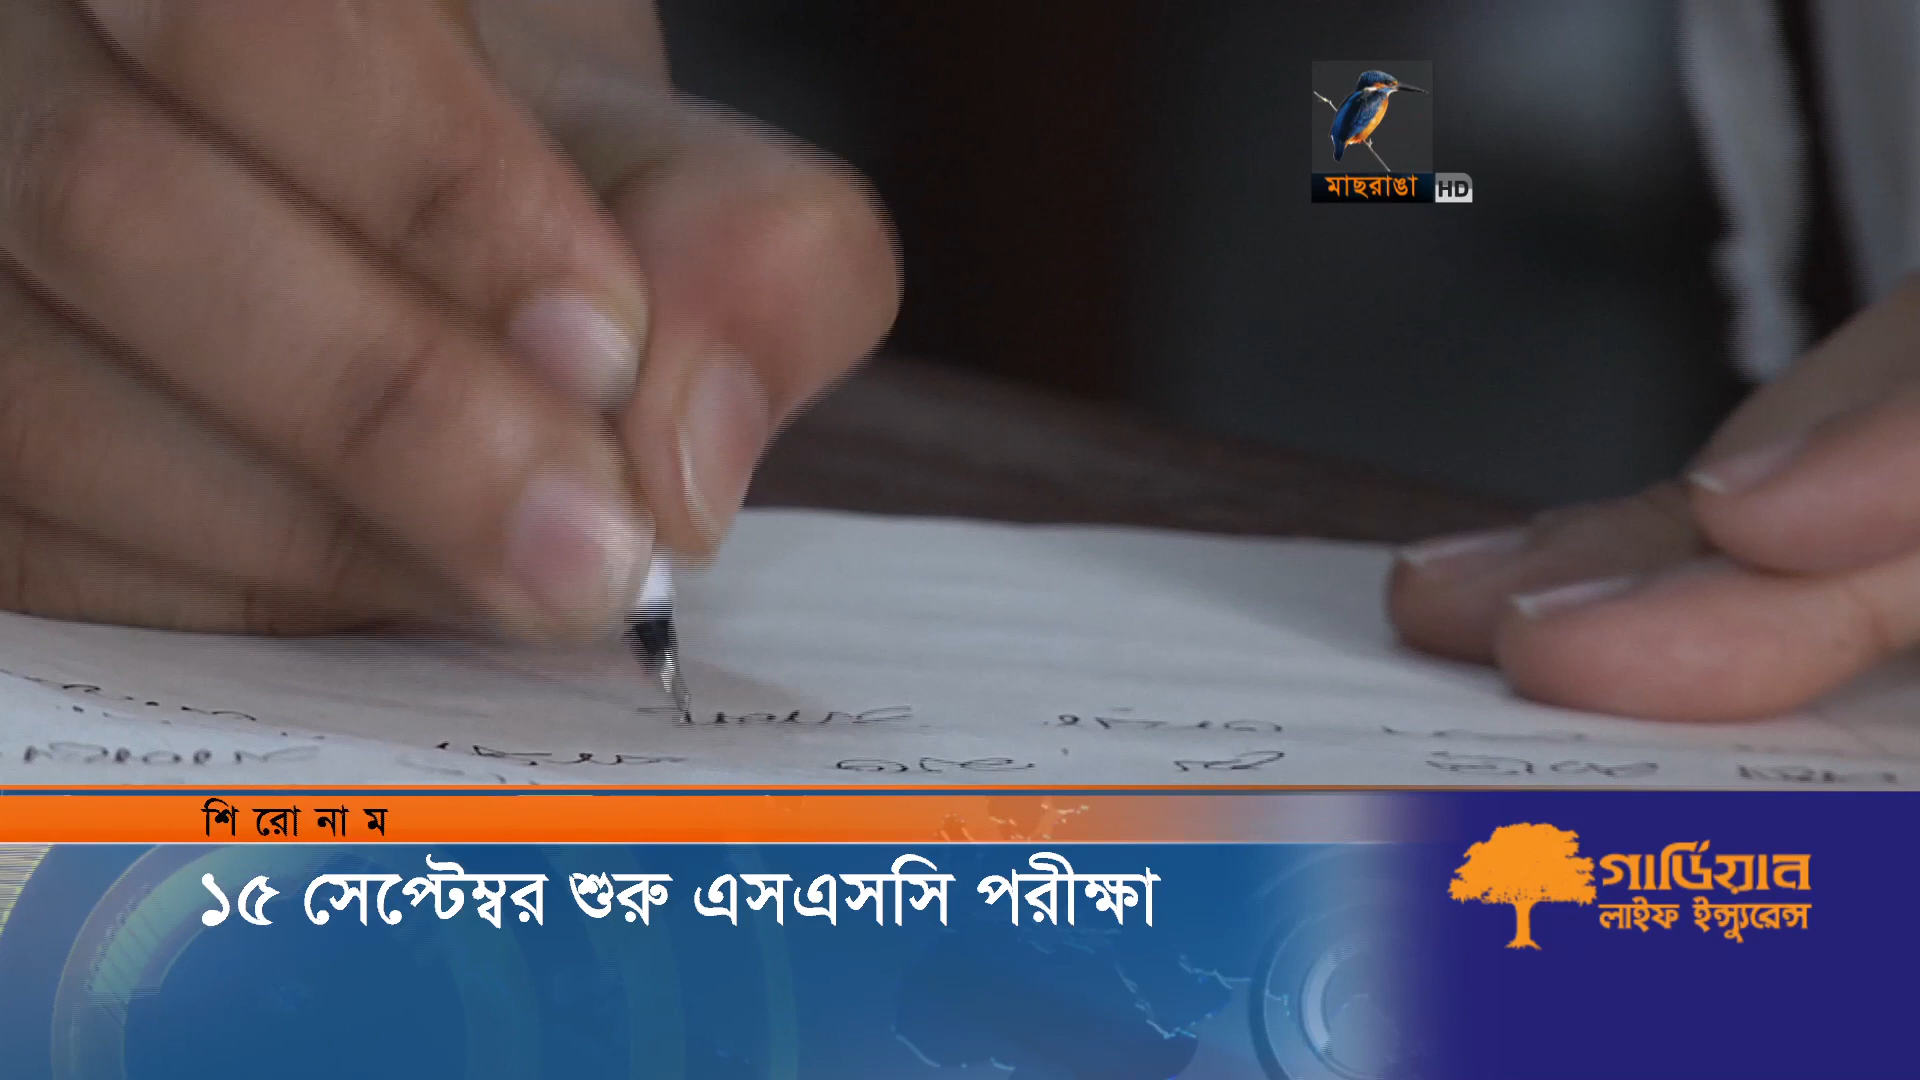 মাছরাঙা HD
শিরোনাম
১৫ সেপ্টেম্বর শুরু এসএসসি পরীক্ষা
গার্ডিয়ান
লাইফ ইন্স্যুরেন্স